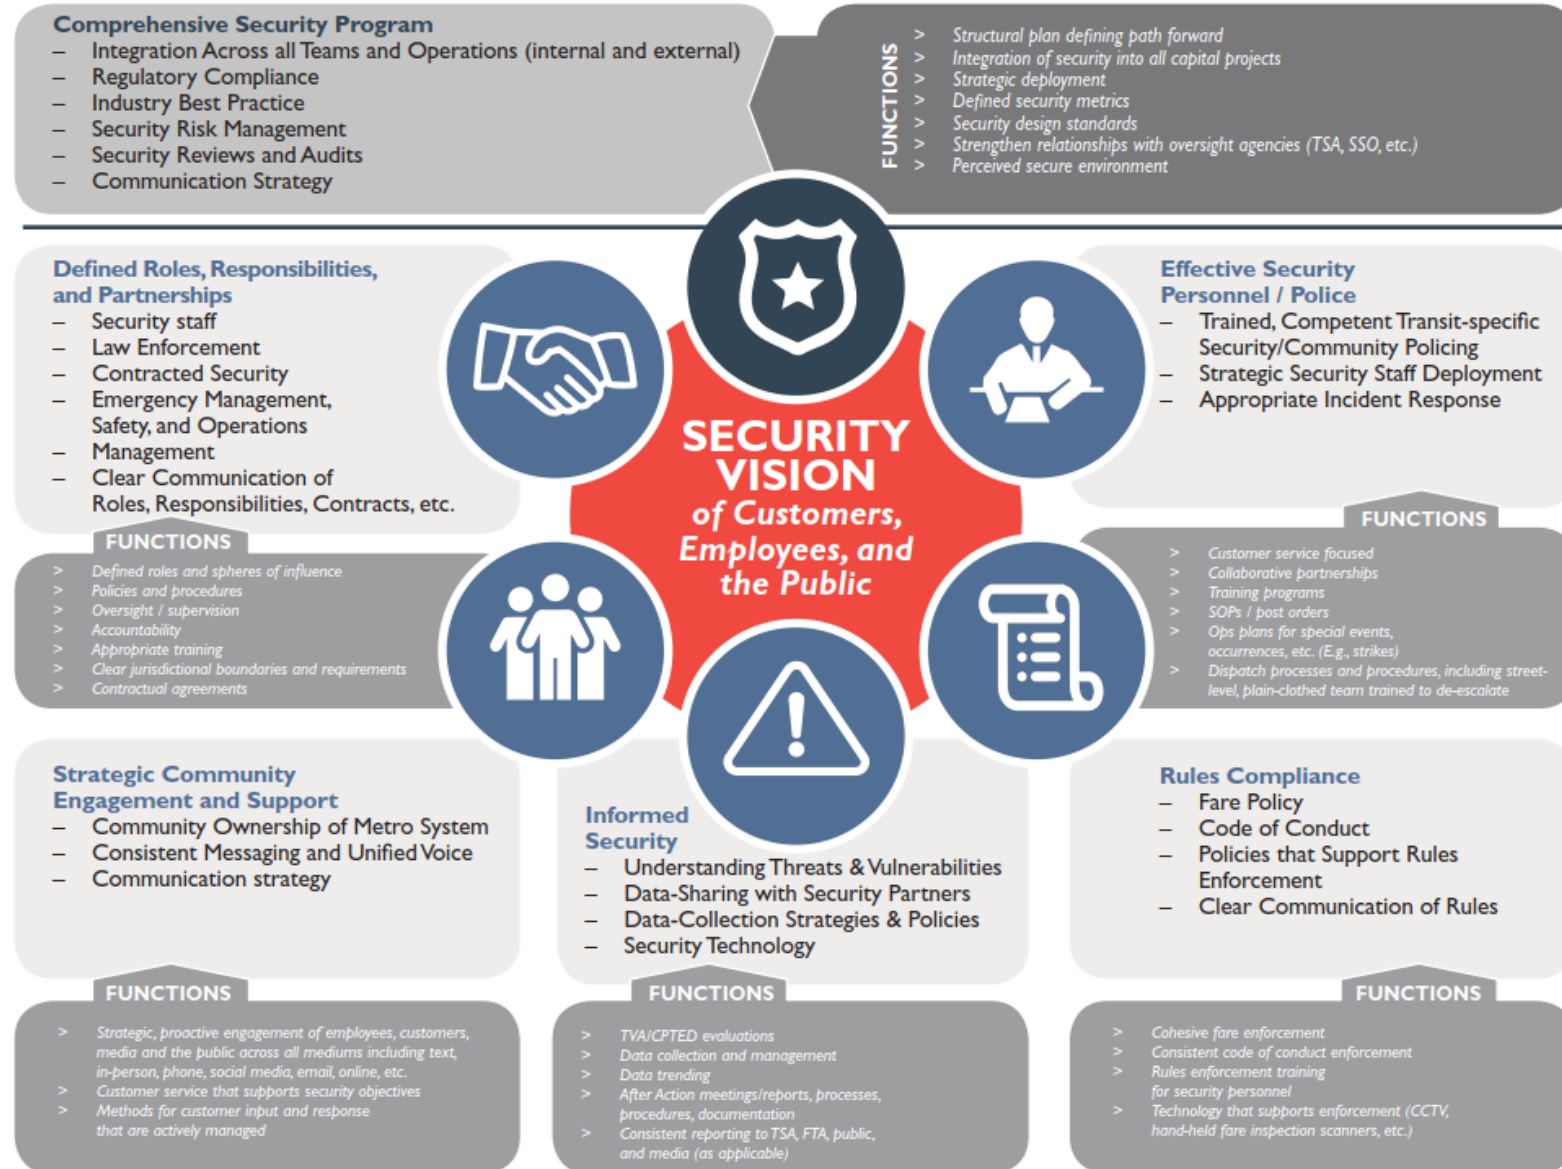 Comprehensive Security Program
– Integration Across all Teams and Operations (internal and external)
– Regulatory Compliance
– Industry Best Practice
– Security Risk Management
– Security Reviews and Audits
– Communication Strategy
FUNCTIONS
> Structural plan defining path forward
> Integration of security into all capital projects
> Strategic deployment
> Defined security metrics
> Security design standards
> Strengthen relationships with oversight agencies (TSA, SSO, etc.)
> Perceived secure environment
Defined Roles, Responsibilities,
and Partnerships
– Security staff
– Law Enforcement
– Contracted Security
– Emergency Management,
Safety, and Operations
– Management
– Clear Communication of
Roles, Responsibilities, Contracts, etc.
FUNCTIONS
> Defined roles and spheres of influence
> Policies and procedures
> Oversight / supervision
> Accountability
> Appropriate training
> Clear jurisdictional boundaries and requirements
> Contractual agreements
SECURITY
VISION
of Customers,
Employees, and
the Public
Effective Security
Personnel / Police
– Trained, Competent Transit-specific
Security/Community Policing
– Strategic Security Staff Deployment
– Appropriate Incident Response
FUNCTIONS
> Customer service focused
> Collaborative partnerships
> Training programs
> SOPs / post orders
> Ops plans for special events,
occurrences, etc. (E.g., strikes)
> Dispatch processes and procedures, including street-
level, plain-clothed team trained to de-escalate
Strategic Community
Engagement and Support
– Community Ownership of Metro System
– Consistent Messaging and Unified Voice
– Communication strategy
FUNCTIONS
> Strategic, proactive engagement of employees, customers,
media and the public across all mediums including text,
in-person, phone, social media, email, online, etc.
> Customer service that supports security objectives
> Methods for customer input and response
that are actively managed
Informed
Security
– Understanding Threats & Vulnerabilities
– Data-Sharing with Security Partners
– Data-Collection Strategies & Policies
– Security Technology
FUNCTIONS
> TVA/CPTED evaluations
> Data collection and management
> Data trending
> After Action meetings/reports, processes,
procedures, documentation
> Consistent reporting to TSA, FTA, public,
and media (as applicable)
Rules Compliance
– Fare Policy
– Code of Conduct
– Policies that Support Rules
Enforcement
– Clear Communication of Rules
FUNCTIONS
> Cohesive fare enforcement
> Consistent code of conduct enforcement
> Rules enforcement training
for security personnel
> Technology that supports enforcement (CCTV,
hand-held fare inspection scanners, etc.)